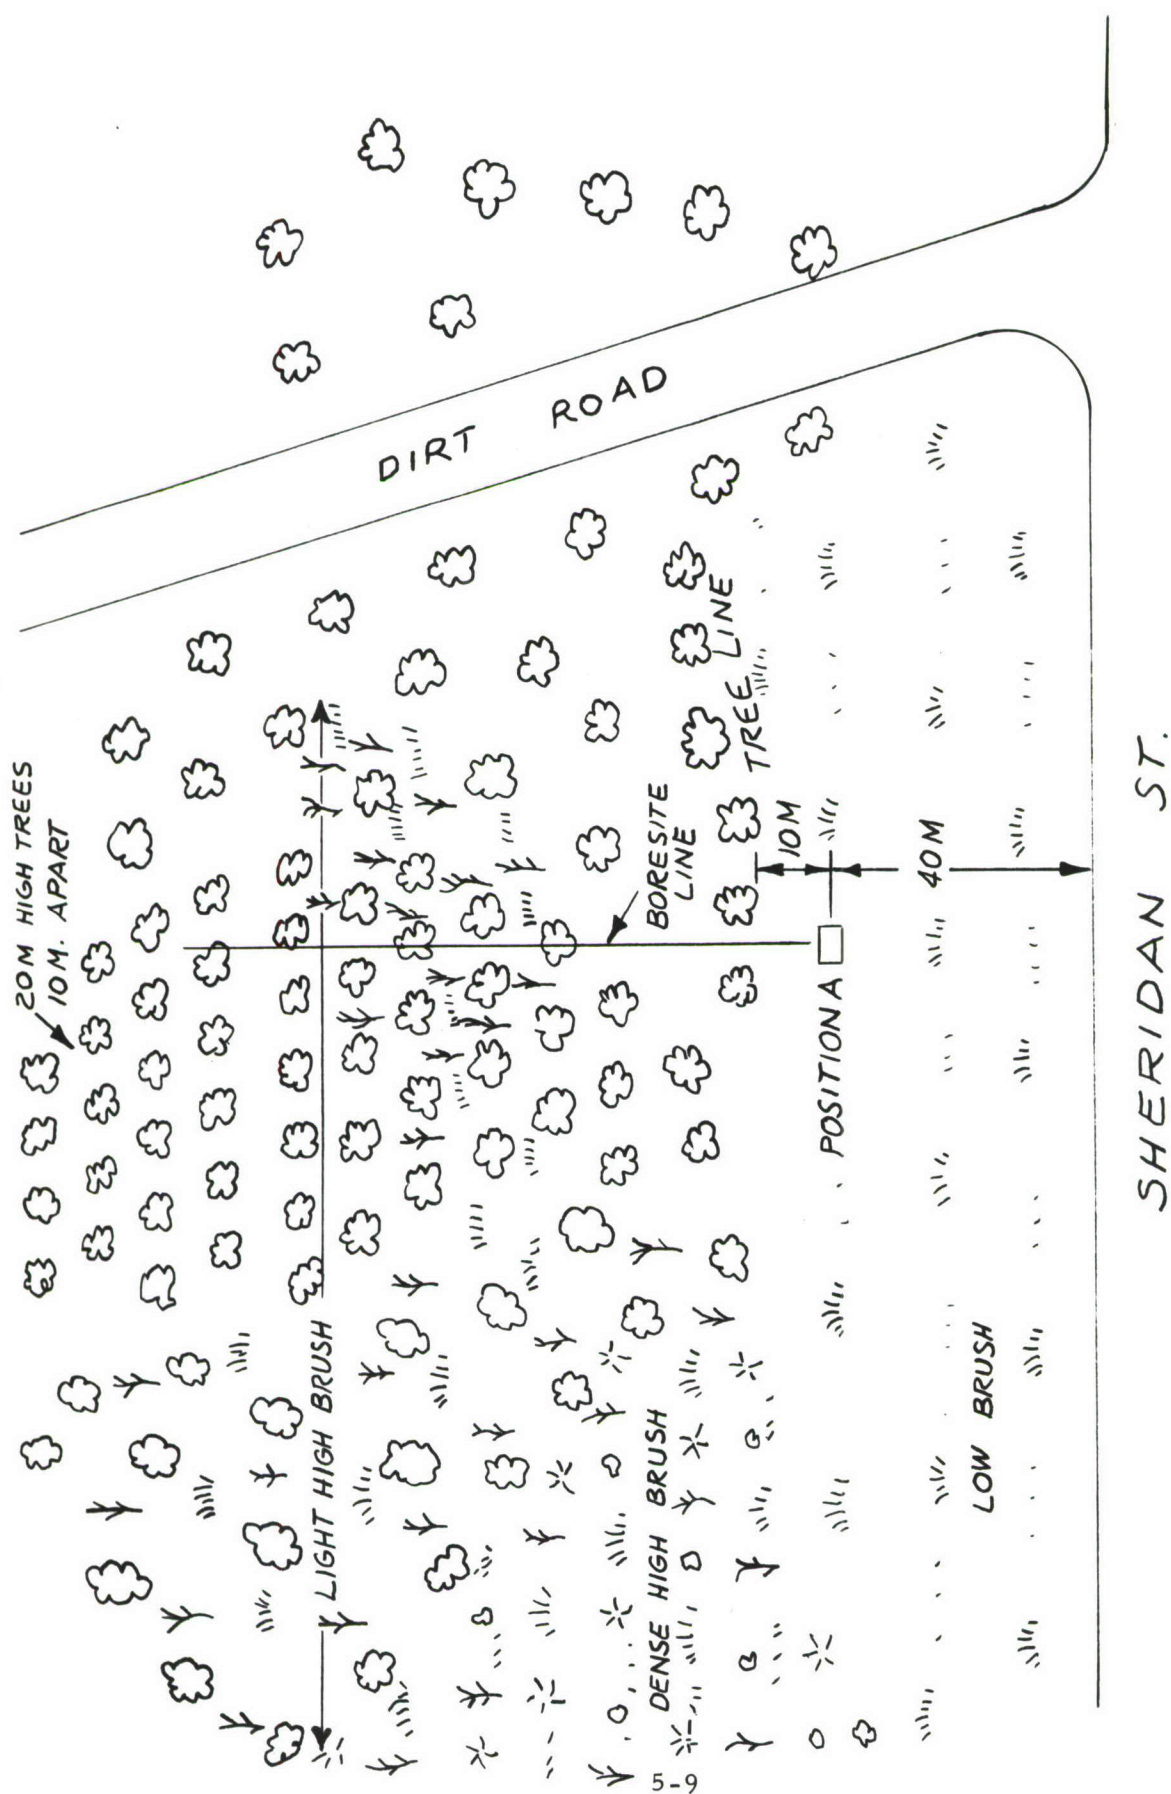 20M HIGH TREES
10M. APART
DIRT ROAD
TREE LINE
BORESITE
LINE
10M
40M
POSITION A
LIGHT HIGH BRUSH
DENSE HIGH BRUSH
LOW BRUSH
SHERIDAN ST.
5-9